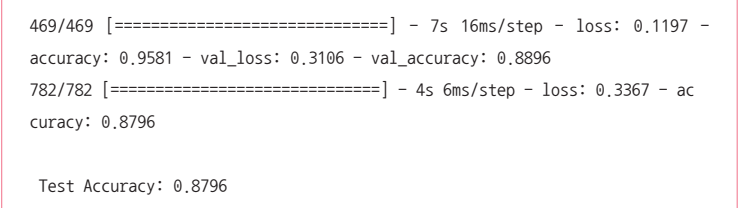 469/469 [==============================] - 7s 16ms/step - loss: 0.1197 -
accuracy: 0.9581 - val_loss: 0.3106 - val_accuracy: 0.8896
782/782 [==============================] - 4s 6ms/step - loss: 0.3367 - ac
curacy: 0.8796
Test Accuracy: 0.8796